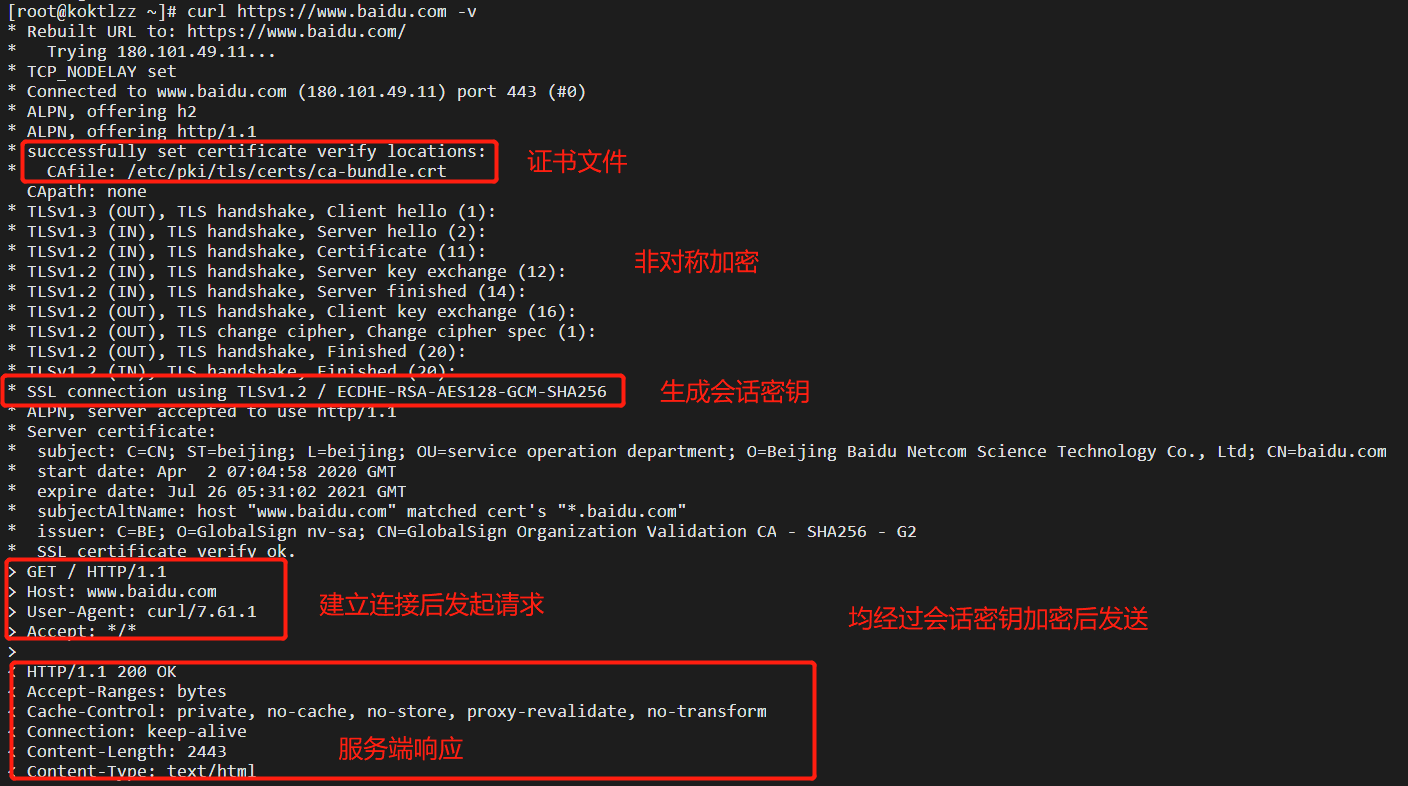 [root@koktlzz ~]# curl https://www.baidu.com -v
* Rebuilt URL to: https://www.baidu.com/
*   Trying 180.101.49.11...
* TCP_NODELAY set
* Connected to www.baidu.com (180.101.49.11) port 443 (#0)
* ALPN, offering h2
* ALPN, offering http/1.1
* successfully set certificate verify locations:
证书文件
*   CAfile: /etc/pki/tls/certs/ca-bundle.crt
  CApath: none
* TLSv1.3 (OUT), TLS handshake, Client hello (1):
* TLSv1.3 (IN), TLS handshake, Server hello (2):
* TLSv1.2 (IN), TLS handshake, Certificate (11):
非对称加密
* TLSv1.2 (IN), TLS handshake, Server key exchange (12):
* TLSv1.2 (IN), TLS handshake, Server finished (14):
* TLSv1.2 (OUT), TLS handshake, Client key exchange (16):
* TLSv1.2 (OUT), TLS change cipher, Change cipher spec (1):
* TLSv1.2 (OUT), TLS handshake, Finished (20):
* TLSv1.2 (IN), TLS handshake, Finished (20):
* SSL connection using TLSv1.2 / ECDHE-RSA-AES128-GCM-SHA256
生成会话密钥
* ALPN, server accepted to use http/1.1
* Server certificate:
*  subject: C=CN; ST=beijing; L=beijing; OU=service operation department; O=Beijing Baidu Netcom Science Technology Co., Ltd; CN=baidu.com
*  start date: Apr  2 07:04:58 2020 GMT
*  expire date: Jul 26 05:31:02 2021 GMT
*  subjectAltName: host "www.baidu.com" matched cert's "*.baidu.com"
*  issuer: C=BE; O=GlobalSign nv-sa; CN=GlobalSign Organization Validation CA - SHA256 - G2
*  SSL certificate verify ok.
> GET / HTTP/1.1
> Host: www.baidu.com
建立连接后发起请求
> User-Agent: curl/7.61.1
均经过会话密钥加密后发送
> Accept: */*
>
< HTTP/1.1 200 OK
< Accept-Ranges: bytes
< Cache-Control: private, no-cache, no-store, proxy-revalidate, no-transform
< Connection: keep-alive
< Content-Length: 2443
服务端响应
< Content-Type: text/html